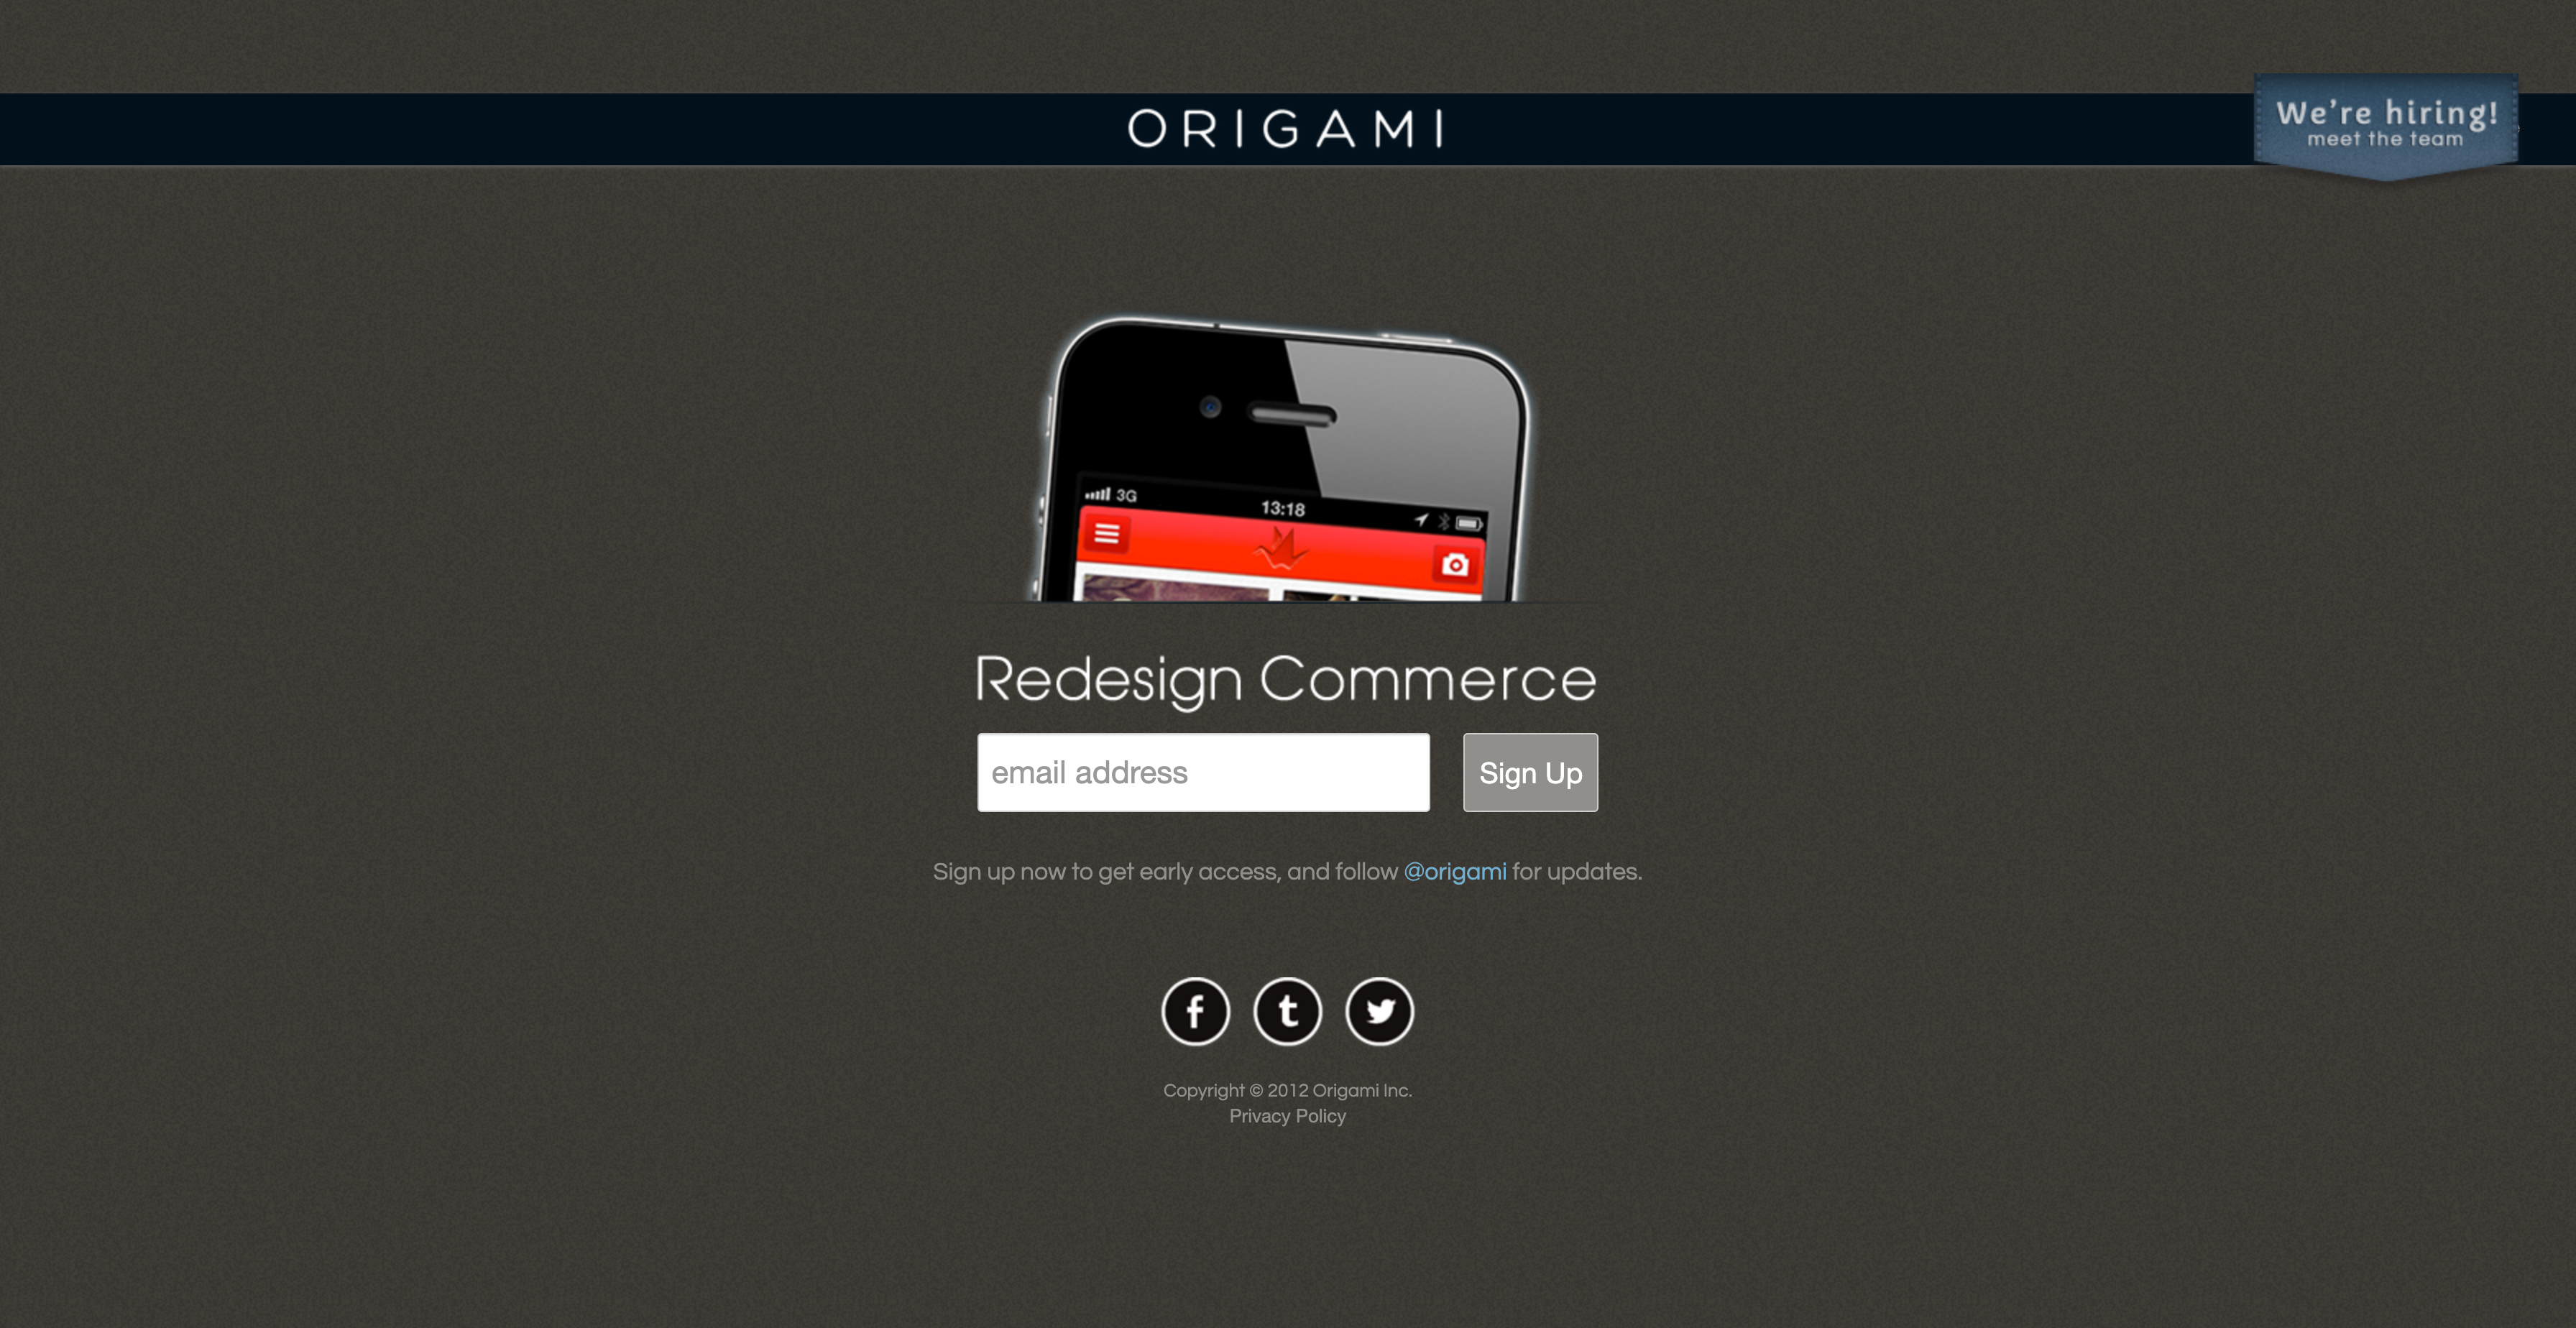 ORIGAMI
We're hiring!
meet the team
3G
13:18
Redesign Commerce
email address
Sign Up
Sign up now to get early access, and follow @origami for updates.
f
t
Copyright © 2012 Origami Inc.
Privacy Policy